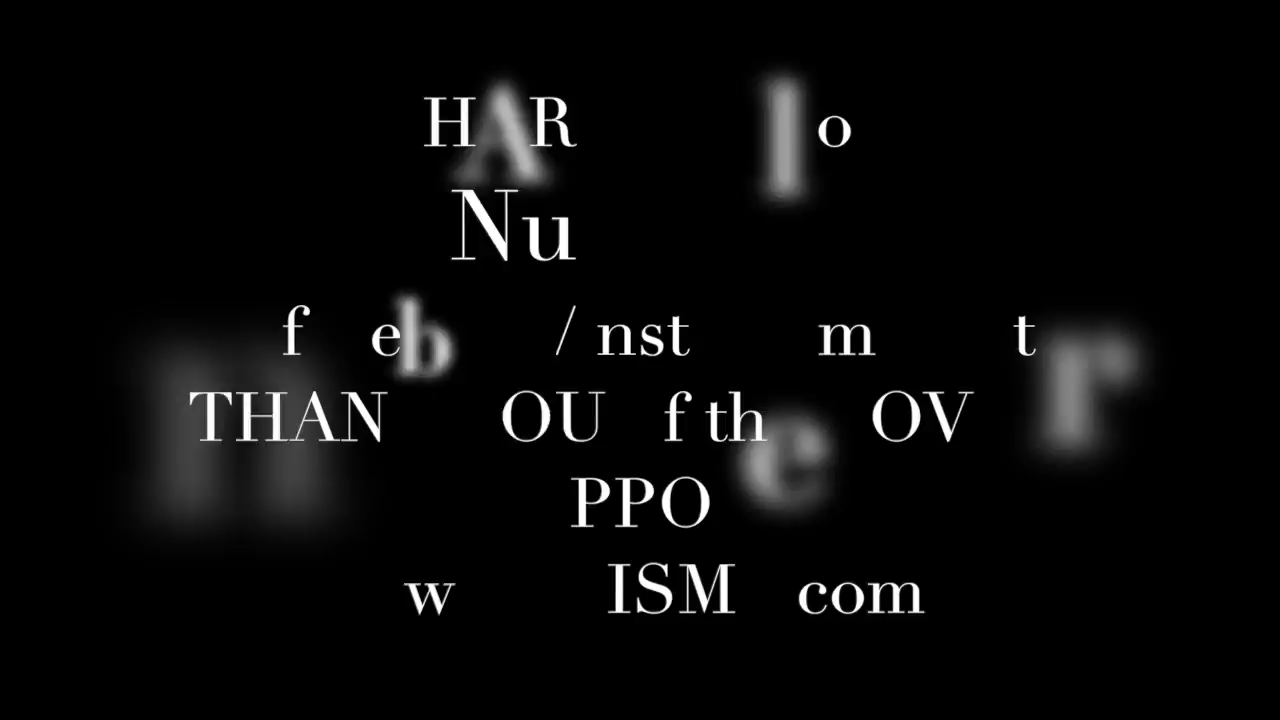 HAR l o
Nu
f eb / nst m t r
THAN OU f th e OV
PPO
w ISM com